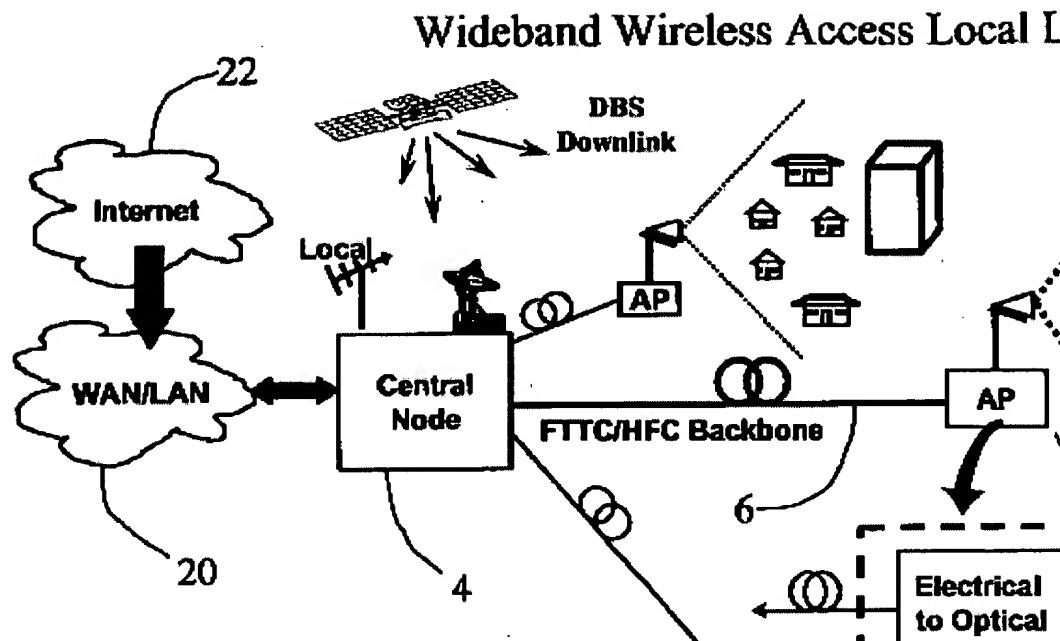 Wideband Wireless Access Local L
22
DBS
Downlink
Internet
Local
AP
WAN/LAN
Central
Node
AP
FTTC/HFC Backbone
6
20
4
Electrical
to Optical